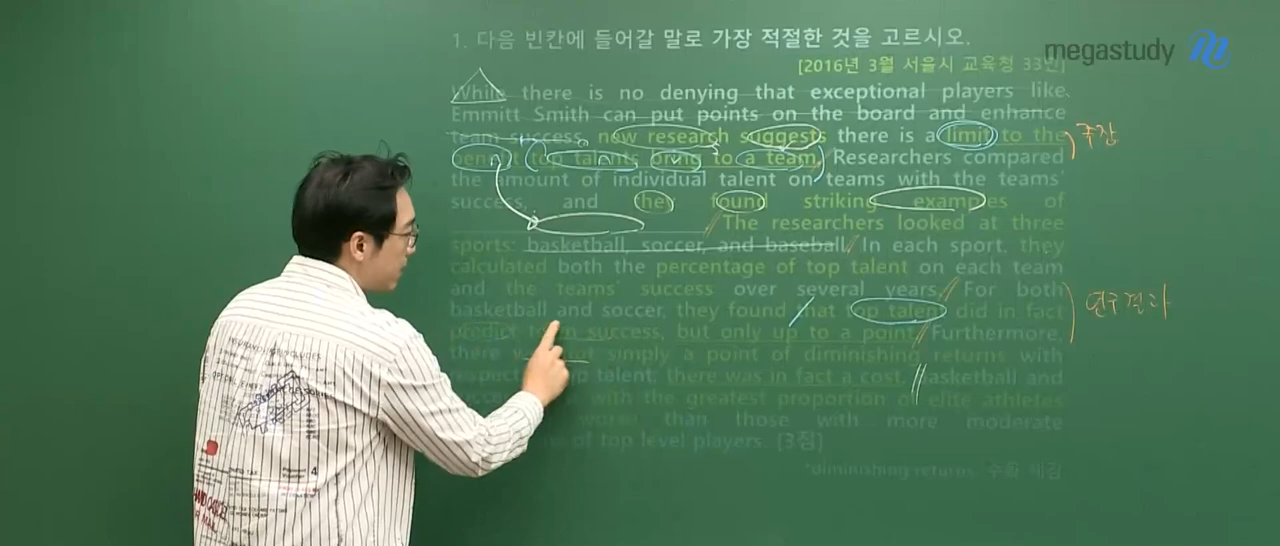 1. 다음 빈칸에 들어갈 말로 가장 적절한 것을 고르시오.
megastudy
[2016년 3월 서울시 교육청 33번]
While there is no denying that exceptional players like
Emmitt Smith can put points on the board and enhance
team success, new research suggests there is a limit to the
benefit top talents bring to a team. Researchers compared
주장
the amount of individual talent on teams with the teams'
success, and they found striking examples of
The researchers looked at three
sports: basketball, soccer, and baseball. In each sport, they
calculated both the percentage of top talent on each team
and the teams' success over several years. For both
basketball and soccer, they found that top talent did in fact
연구결과
predict team success, but only up to a point. Furthermore,
there was not simply a point of diminishing returns with
respect top talent, there was in fact a cost. Basketball and
with the greatest proportion of elite athletes
worse than those with more moderate
of top level players. [3점]
*diminishing returns: 수확 체감
4